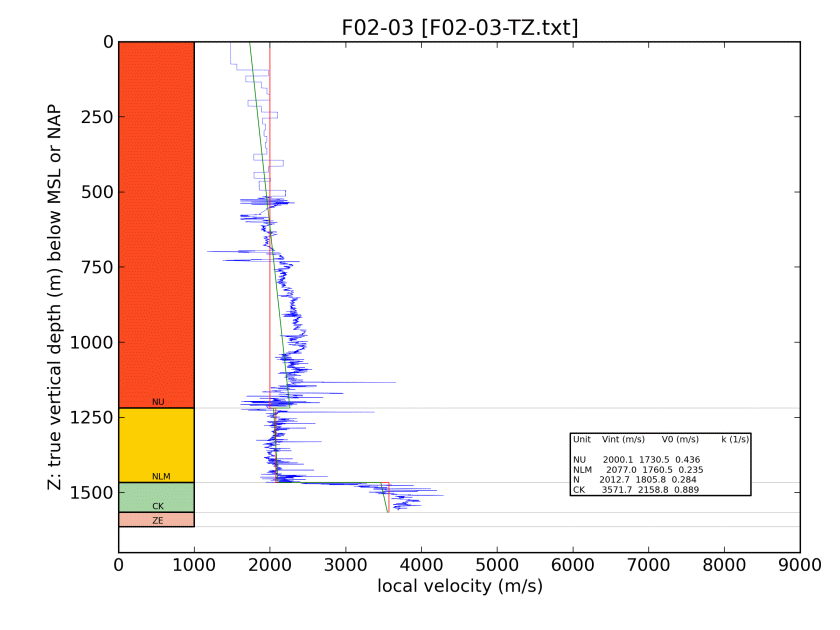 F02-03 [F02-03-TZ.txt]
Z: true vertical depth (m) below MSL or NAP
0
250
500
750
1000
1250
1500
NU
NLM
CK
ZE
Unit Vint (m/s) V0 (m/s) k (1/s)
NU 2000.1 1730.5 0.436
NLM 2077.0 1760.5 0.235
N 2012.7 1805.8 0.284
CK 3571.7 2158.8 0.889
0 1000 2000 3000 4000 5000 6000 7000 8000 9000
local velocity (m/s)